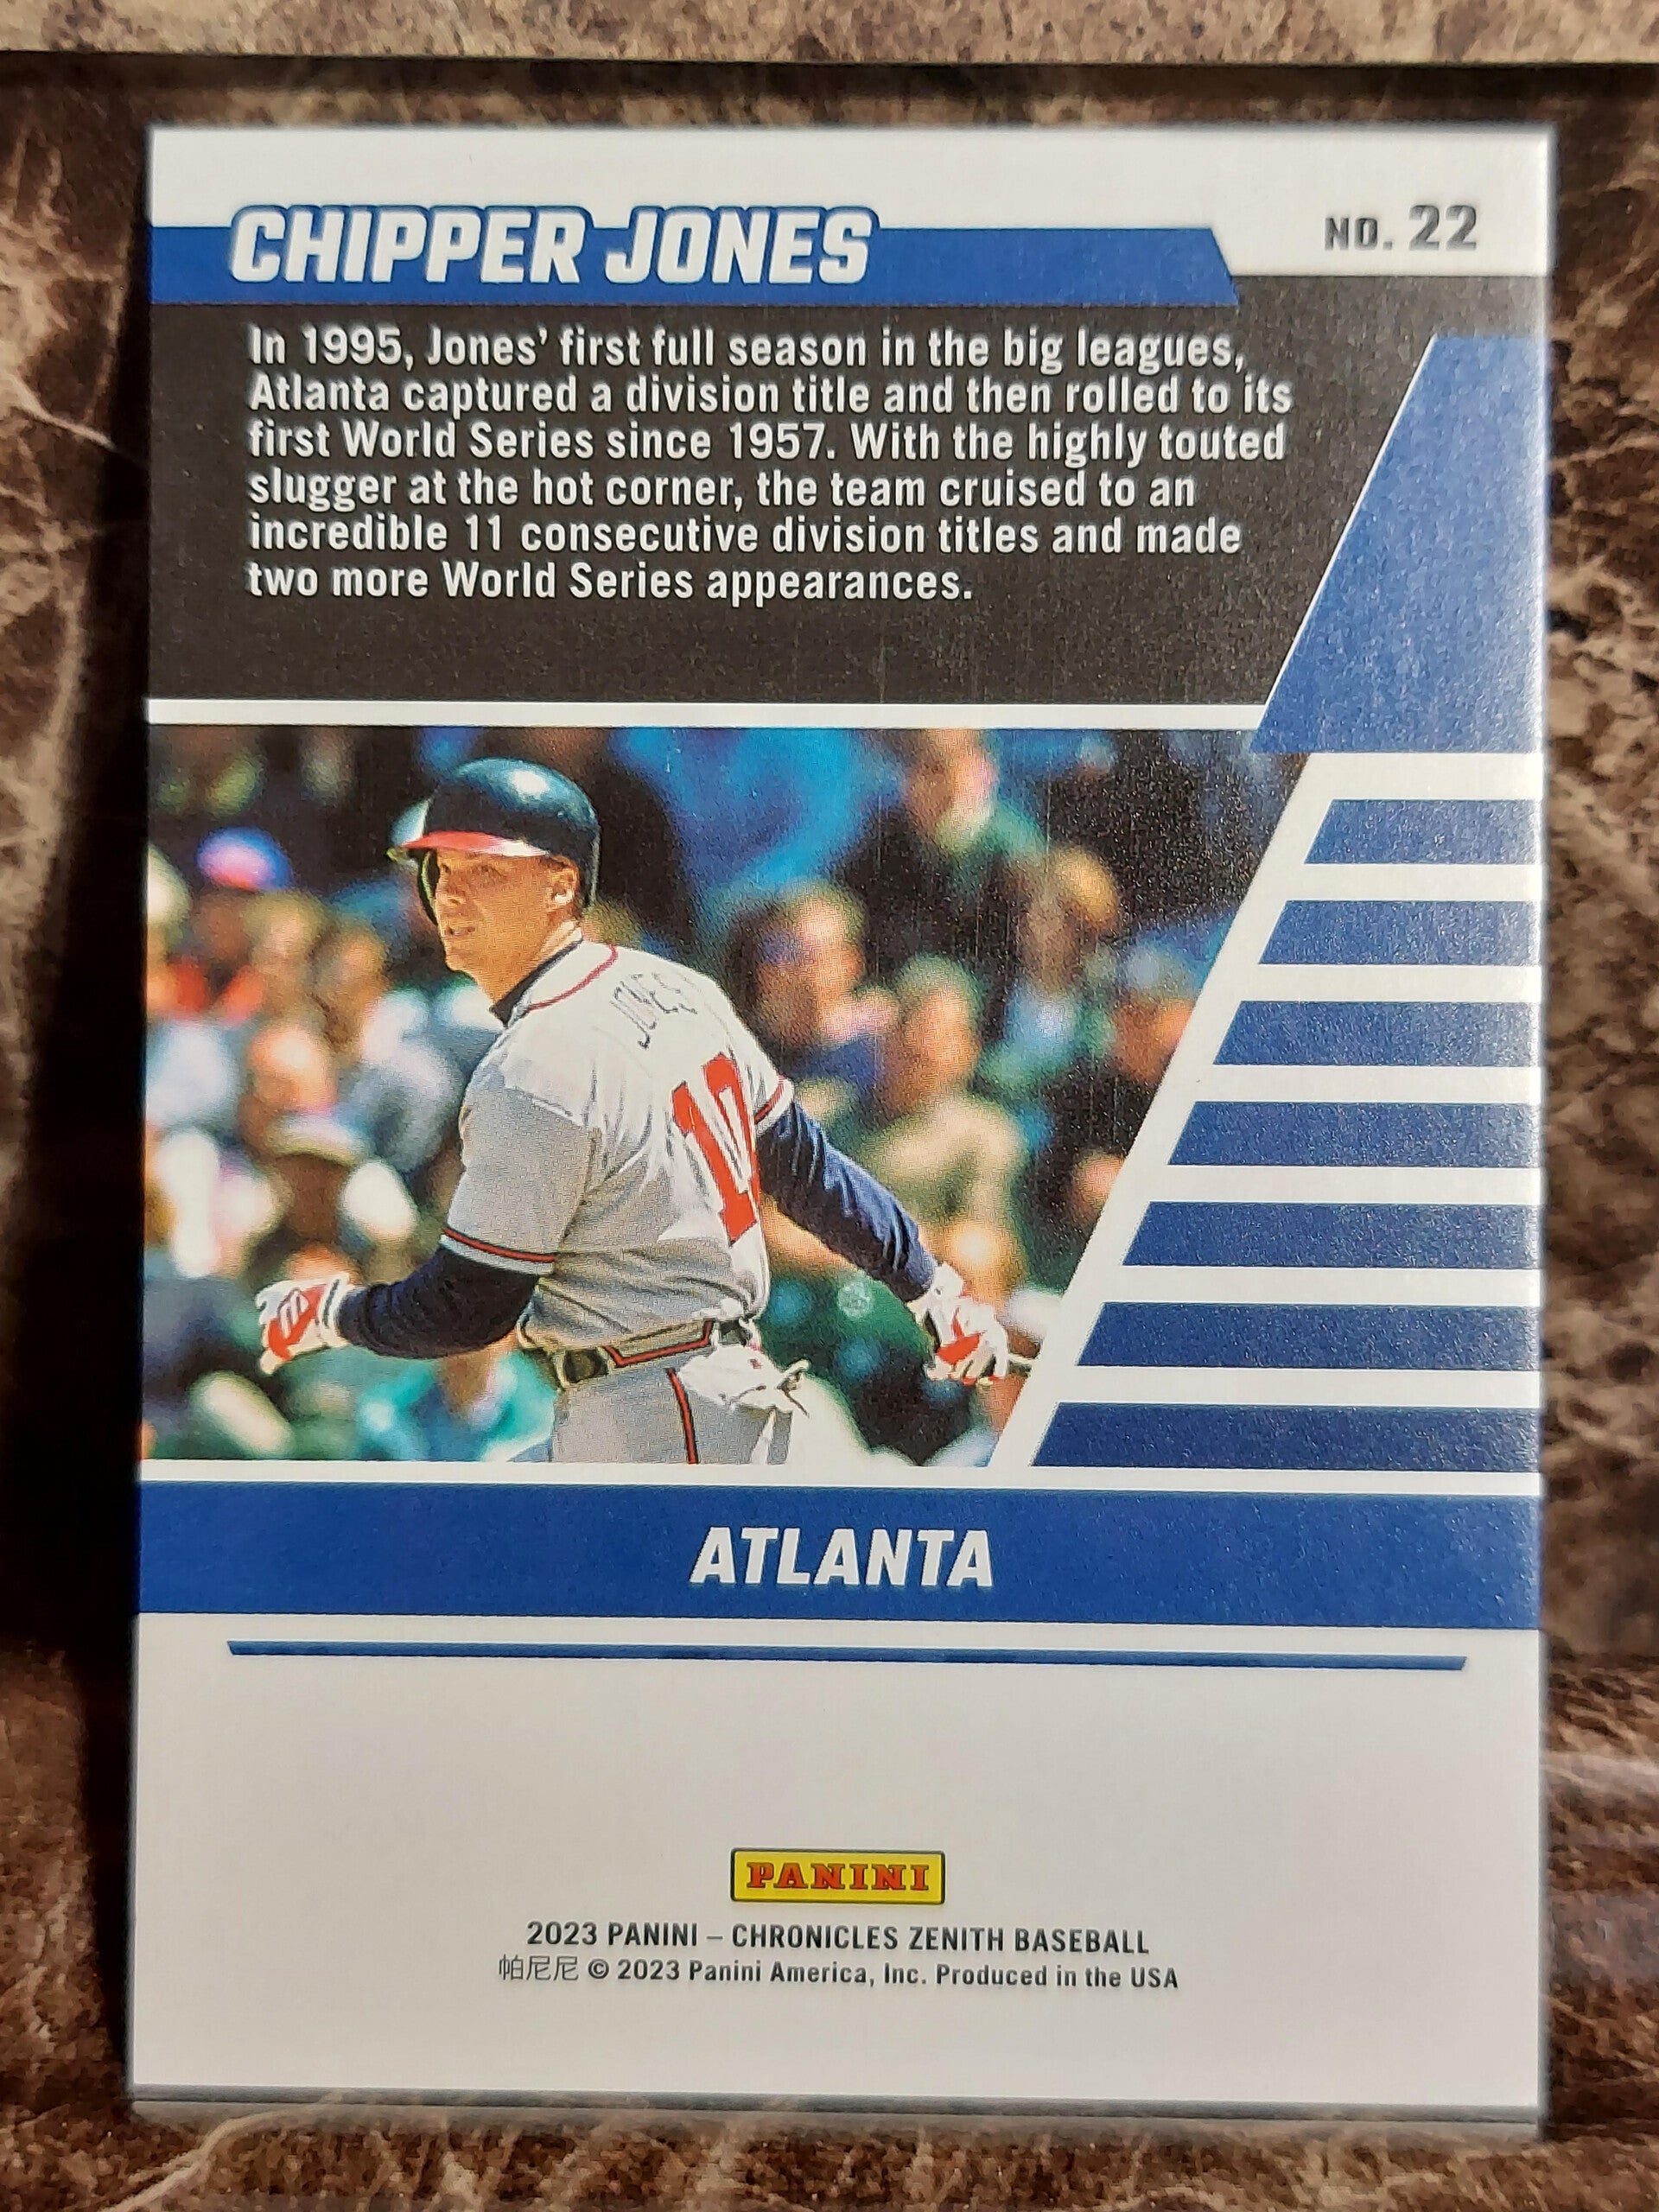 CHIPPER JONES
NO. 22
In 1995, Jones’ first full season in the big leagues,
Atlanta captured a division title and then rolled to its
first World Series since 1957. With the highly touted
slugger at the hot corner, the team cruised to an
incredible 11 consecutive division titles and made
two more World Series appearances.
JONES
10
ATLANTA
PANINI
2023 PANINI – CHRONICLES ZENITH BASEBALL
帕尼尼 © 2023 Panini America, Inc. Produced in the USA